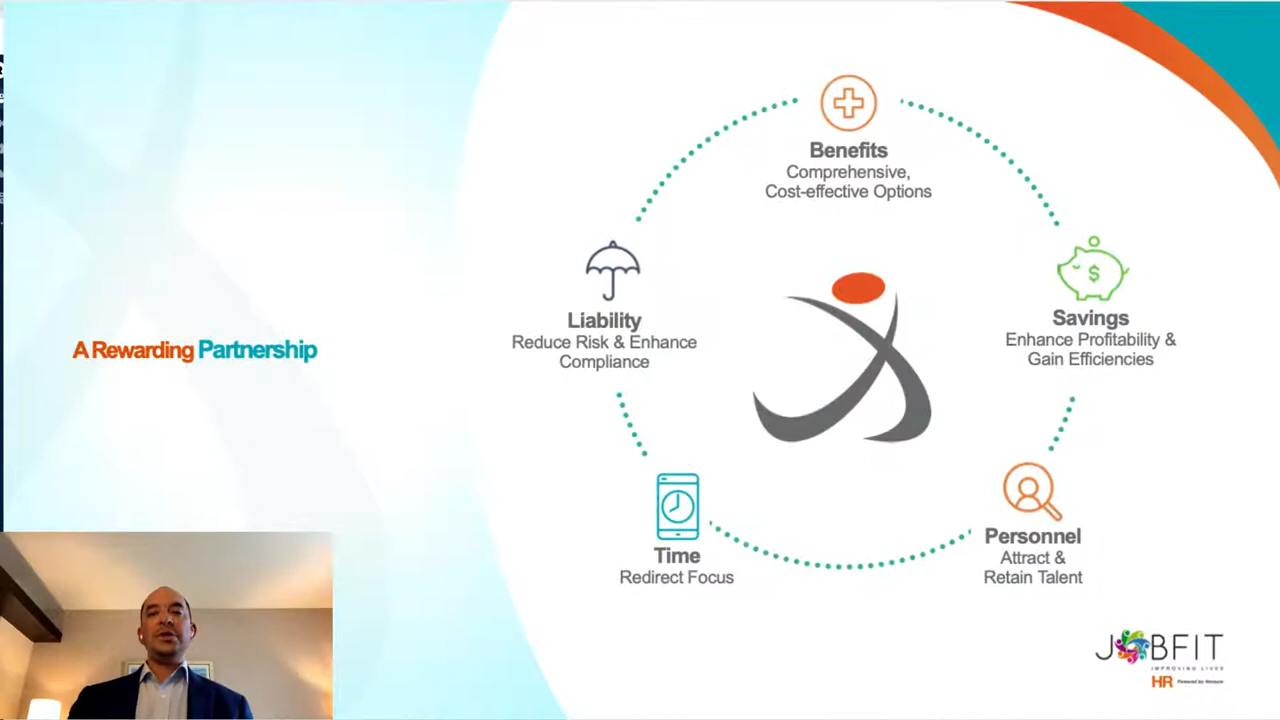 A Rewarding Partnership
Benefits
Comprehensive,
Cost-effective Options
Liability
Reduce Risk & Enhance
Compliance
Savings
Enhance Profitability &
Gain Efficiencies
Time
Redirect Focus
Personnel
Attract &
Retain Talent
JOBFIT
IMPROVING LIVES
HR